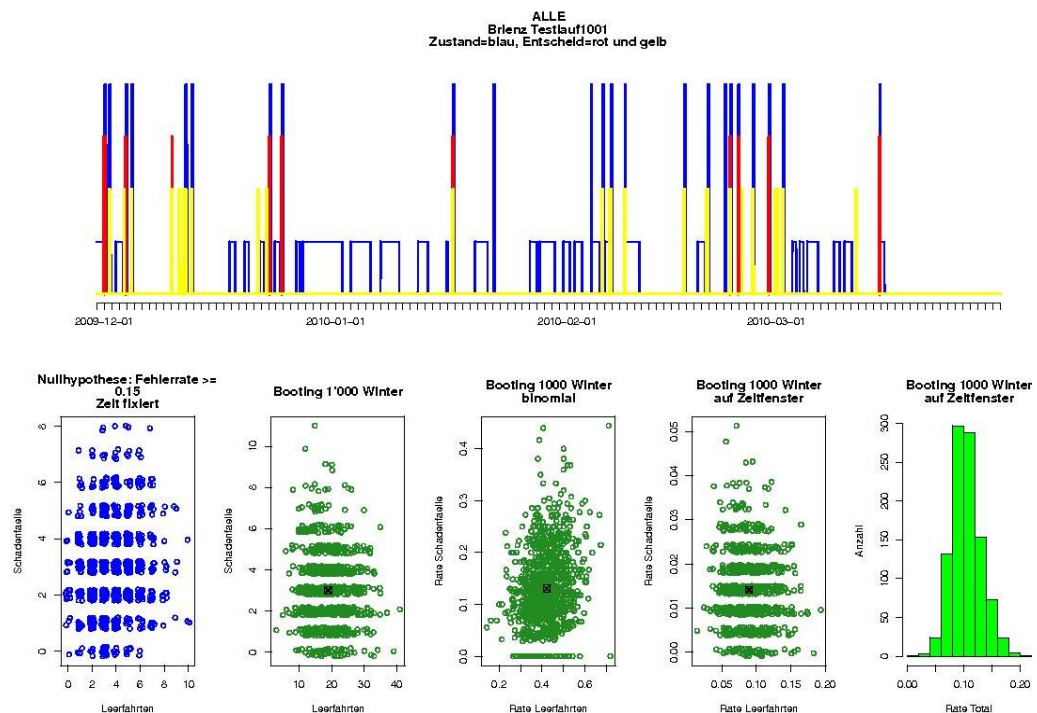 ALLE
Brienz Testlauf1001
Zustand=blau, Entscheid=rot und gelb
2009-12-01 2010-01-01 2010-02-01 2010-03-01
Nullhypothese: Fehlerrate >=
0.15
Zeit fixiert
Schadenfaelle
0 2 4 6 8
0 2 4 6 8 10
Leerfahrten
Booting 1'000 Winter
Schadenfaelle
0 2 4 6 8 10
10 20 30 40
Leerfahrten
Booting 1000 Winter
binomial
Rate Schadenfaelle
0.0 0.1 0.2 0.3 0.4
0.2 0.4 0.6
Rate Leerfahrten
Booting 1000 Winter
auf Zeitfenster
Rate Schadenfaelle
0.00 0.01 0.02 0.03 0.04 0.05
0.05 0.10 0.15 0.20
Rate Leerfahrten
Booting 1000 Winter
auf Zeitfenster
Anzahl
0 50 100 150 200 250 300
0.00 0.10 0.20
Rate Total